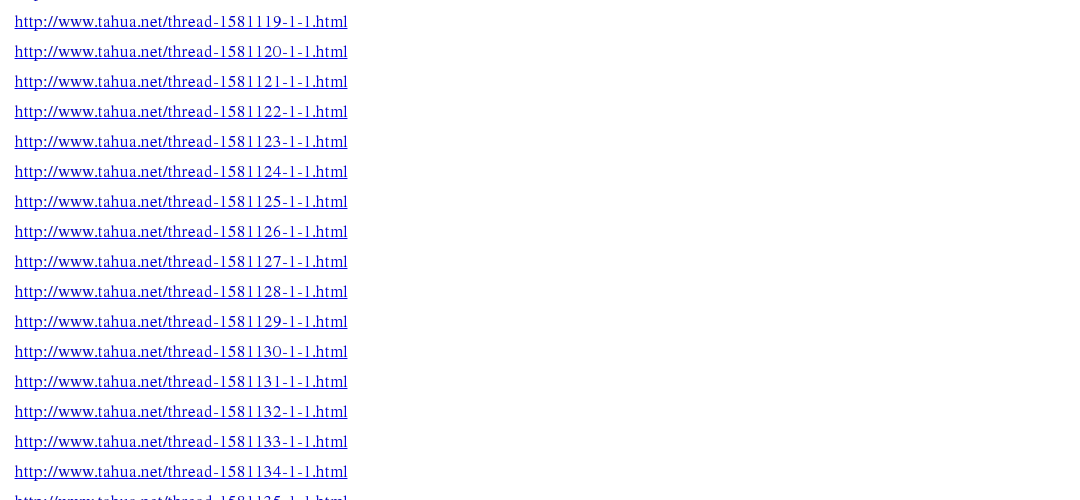 http://www.tahua.net/thread-1581119-1-1.html
http://www.tahua.net/thread-1581120-1-1.html
http://www.tahua.net/thread-1581121-1-1.html
http://www.tahua.net/thread-1581122-1-1.html
http://www.tahua.net/thread-1581123-1-1.html
http://www.tahua.net/thread-1581124-1-1.html
http://www.tahua.net/thread-1581125-1-1.html
http://www.tahua.net/thread-1581126-1-1.html
http://www.tahua.net/thread-1581127-1-1.html
http://www.tahua.net/thread-1581128-1-1.html
http://www.tahua.net/thread-1581129-1-1.html
http://www.tahua.net/thread-1581130-1-1.html
http://www.tahua.net/thread-1581131-1-1.html
http://www.tahua.net/thread-1581132-1-1.html
http://www.tahua.net/thread-1581133-1-1.html
http://www.tahua.net/thread-1581134-1-1.html